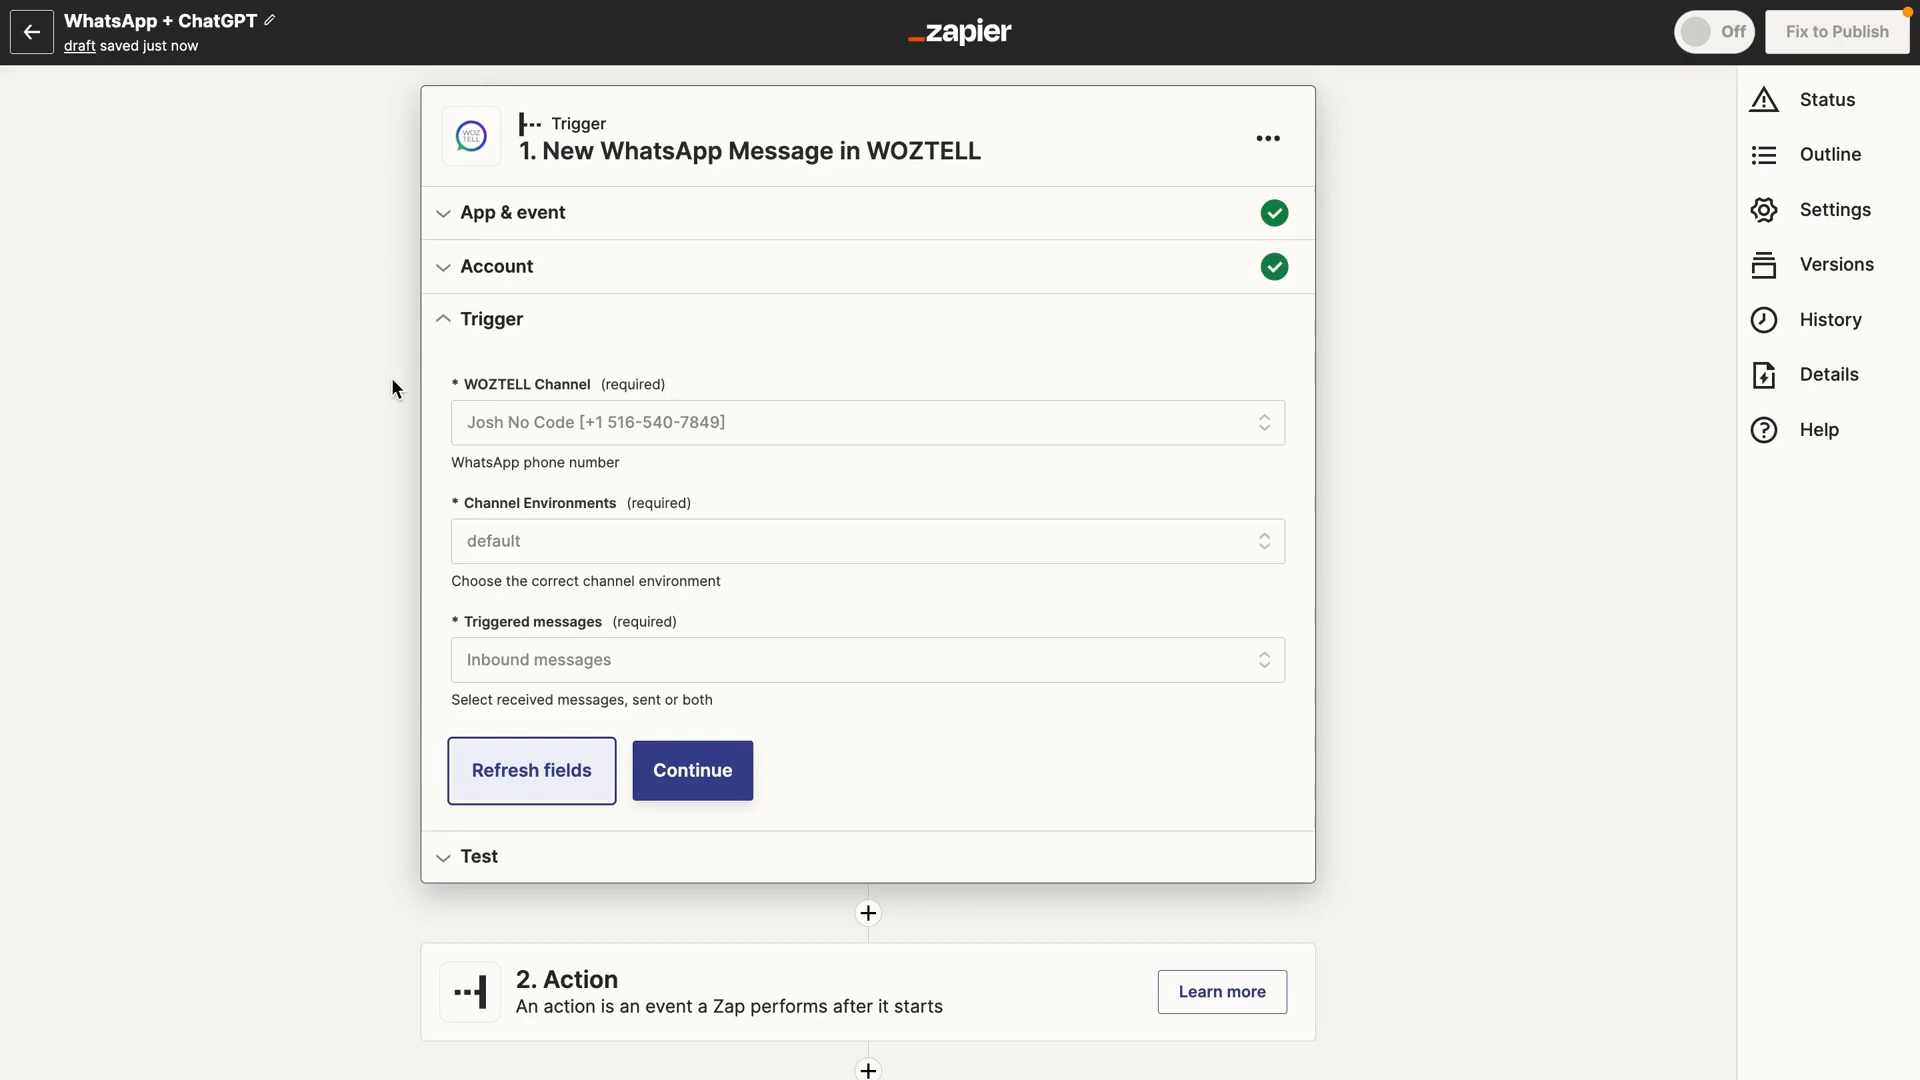 WhatsApp + ChatGPT
draft saved just now
zapier
Off
Fix to Publish
WOZ
TELL
Trigger
1. New WhatsApp Message in WOZTELL
App & event
Account
Trigger
* WOZTELL Channel (required)
Josh No Code [+1 516-540-7849]
WhatsApp phone number
* Channel Environments (required)
default
Choose the correct channel environment
* Triggered messages (required)
Inbound messages
Select received messages, sent or both
Refresh fields
Continue
Test
2. Action
An action is an event a Zap performs after it starts
Learn more
Status
Outline
Settings
Versions
History
Details
Help